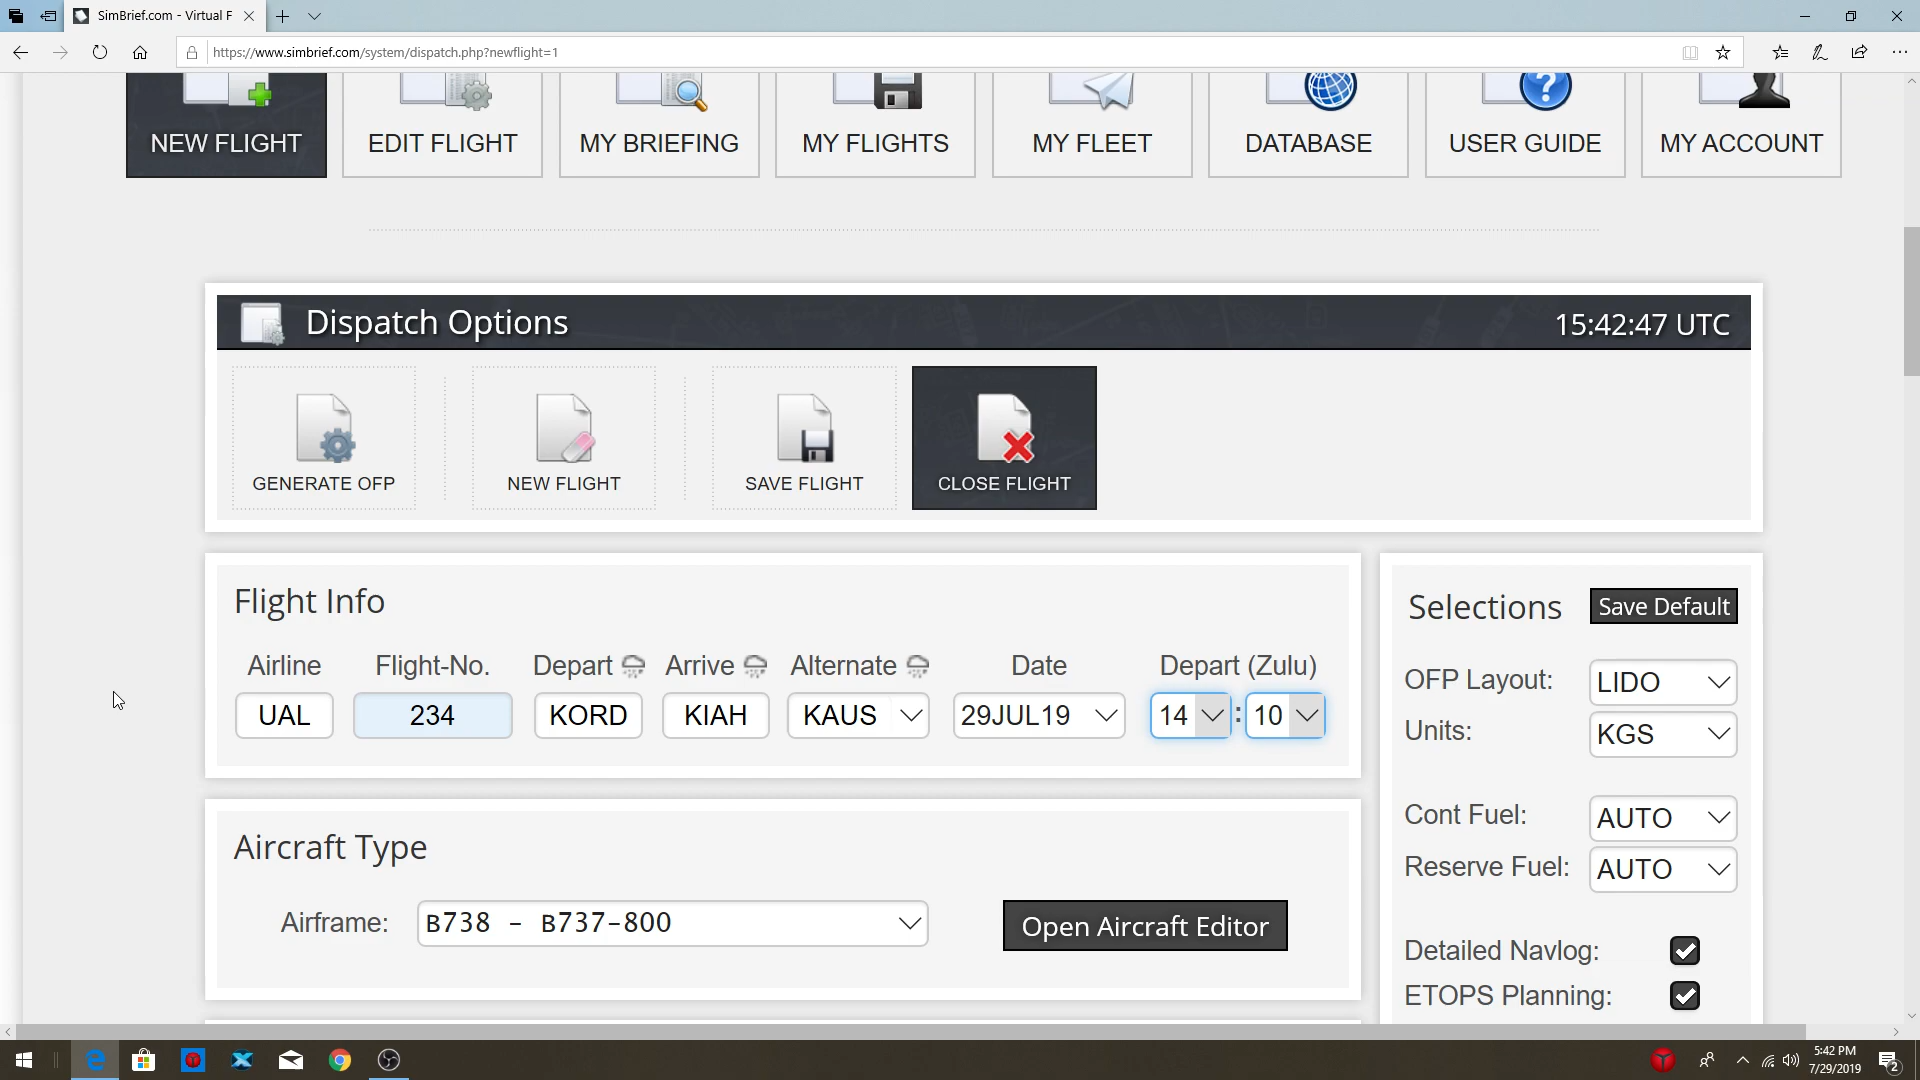 SimBrief.com - Virtual F
https://www.simbrief.com/system/dispatch.php?newflight=1
NEW FLIGHT
EDIT FLIGHT
MY BRIEFING
MY FLIGHTS
MY FLEET
DATABASE
USER GUIDE
MY ACCOUNT
Dispatch Options
15:42:47 UTC
GENERATE OFP
NEW FLIGHT
SAVE FLIGHT
CLOSE FLIGHT
Flight Info
Airline Flight-No. Depart Arrive Alternate Date Depart (Zulu)
UAL 234 KORD KIAH KAUS 29JUL19 14 : 10
Aircraft Type
Airframe: B738 - B737-800
Open Aircraft Editor
Selections Save Default
OFP Layout: LIDO
Units: KGS
Cont Fuel: AUTO
Reserve Fuel: AUTO
Detailed Navlog:
ETOPS Planning:
5:42 PM
7/29/2019
2